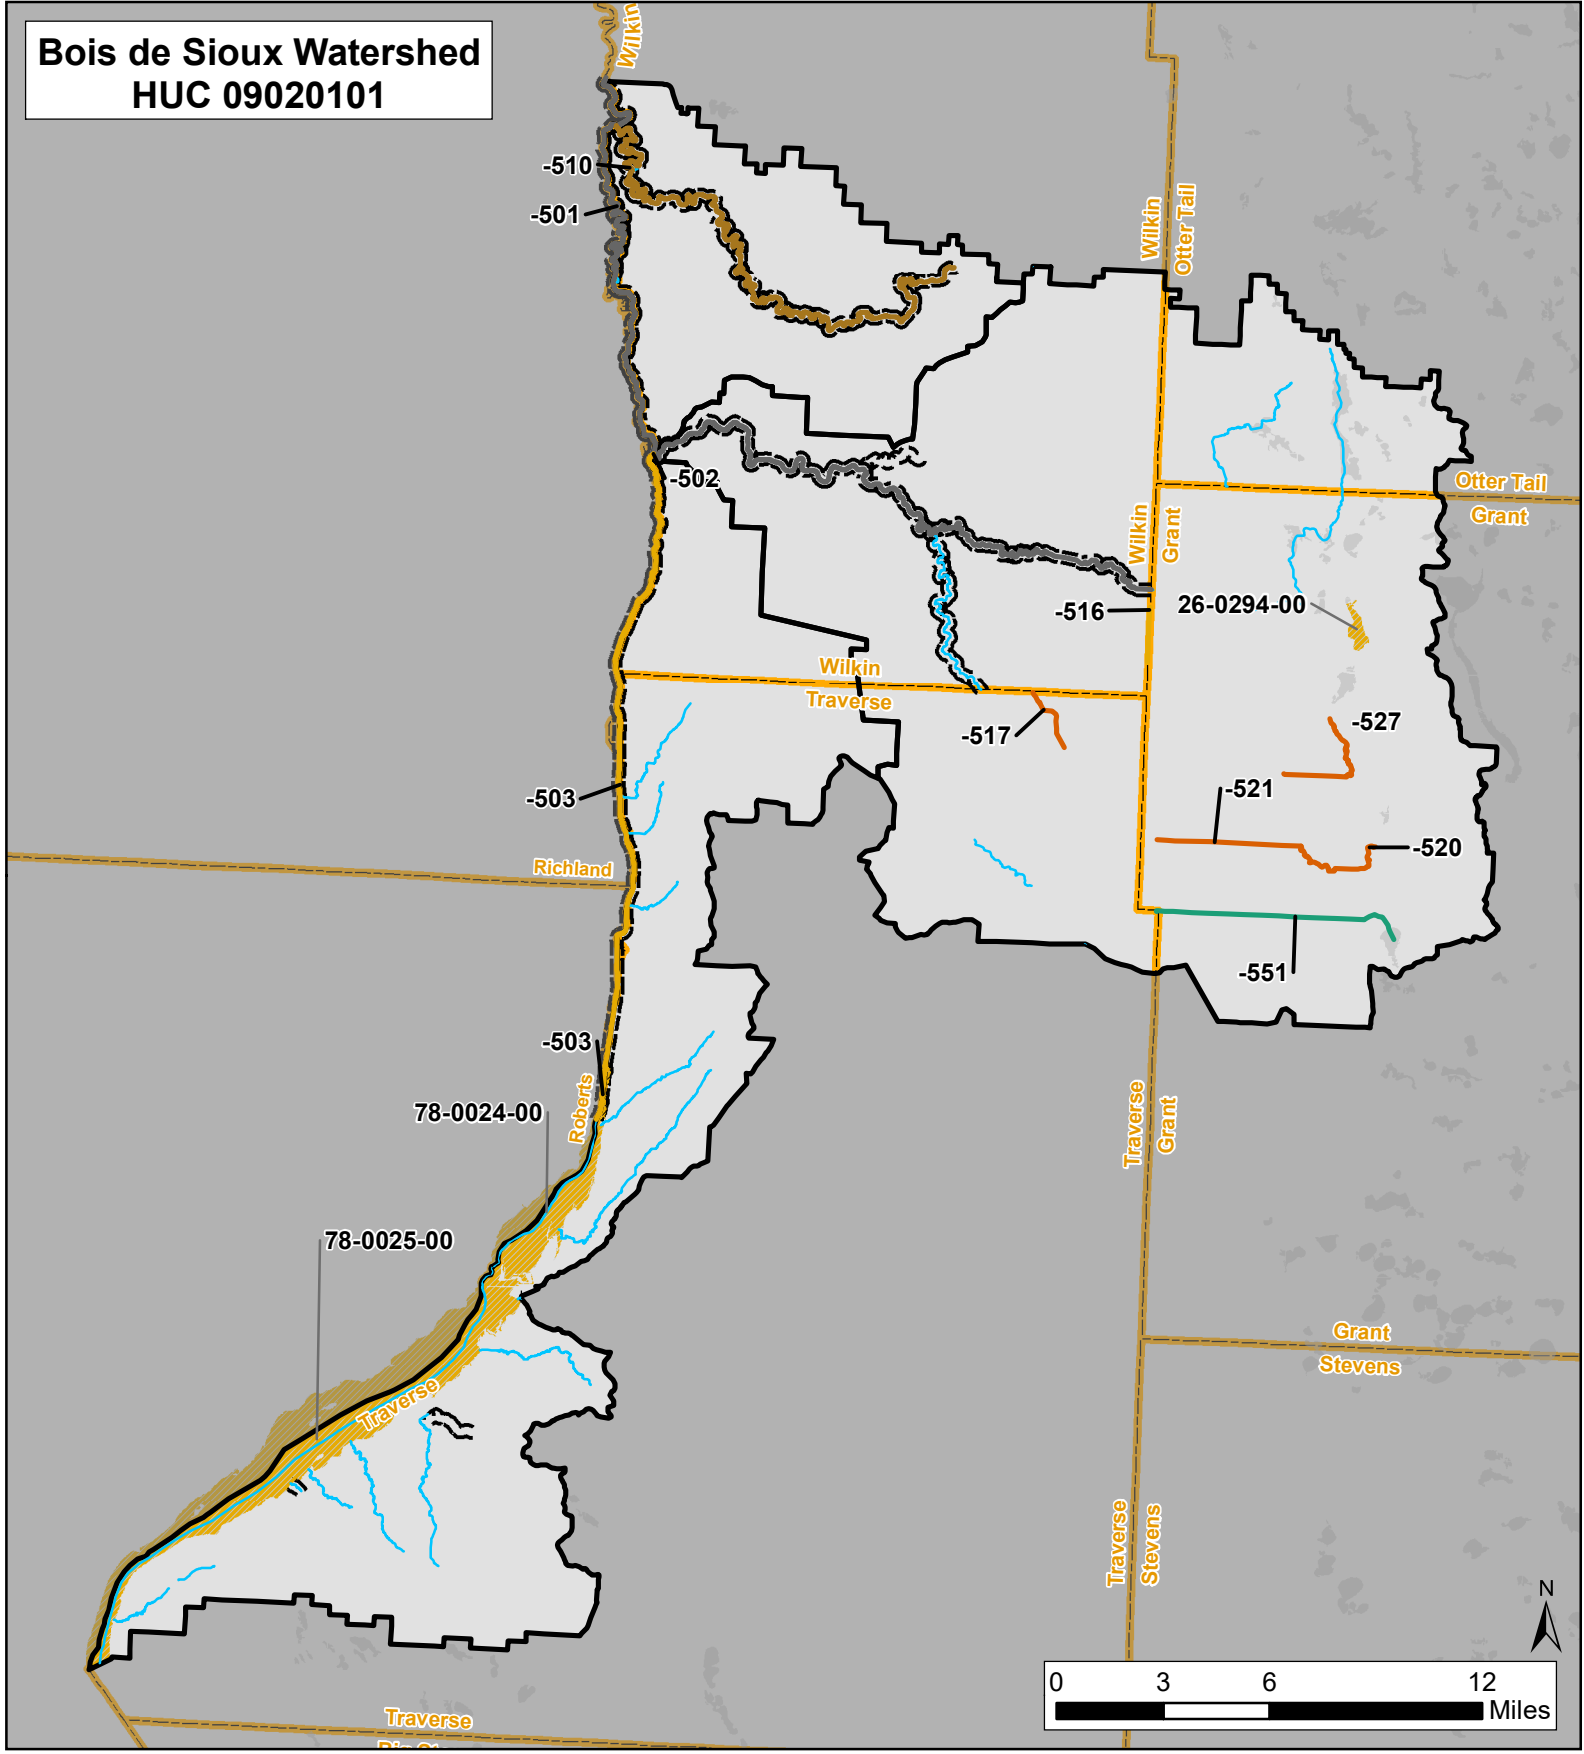 Bois de Sioux Watershed
HUC 09020101
Wilkin
-510
-501
Wilkin
Otter Tail
-502
Otter Tail
Grant
Wilkin
Grant
-516
26-0294-00
Wilkin
Traverse
-517
-527
-503
-521
-520
Richland
-551
-503
Roberts
78-0024-00
Traverse
Grant
78-0025-00
Grant
Stevens
Traverse
Traverse
Stevens
N
0 3 6 12
Miles
Traverse